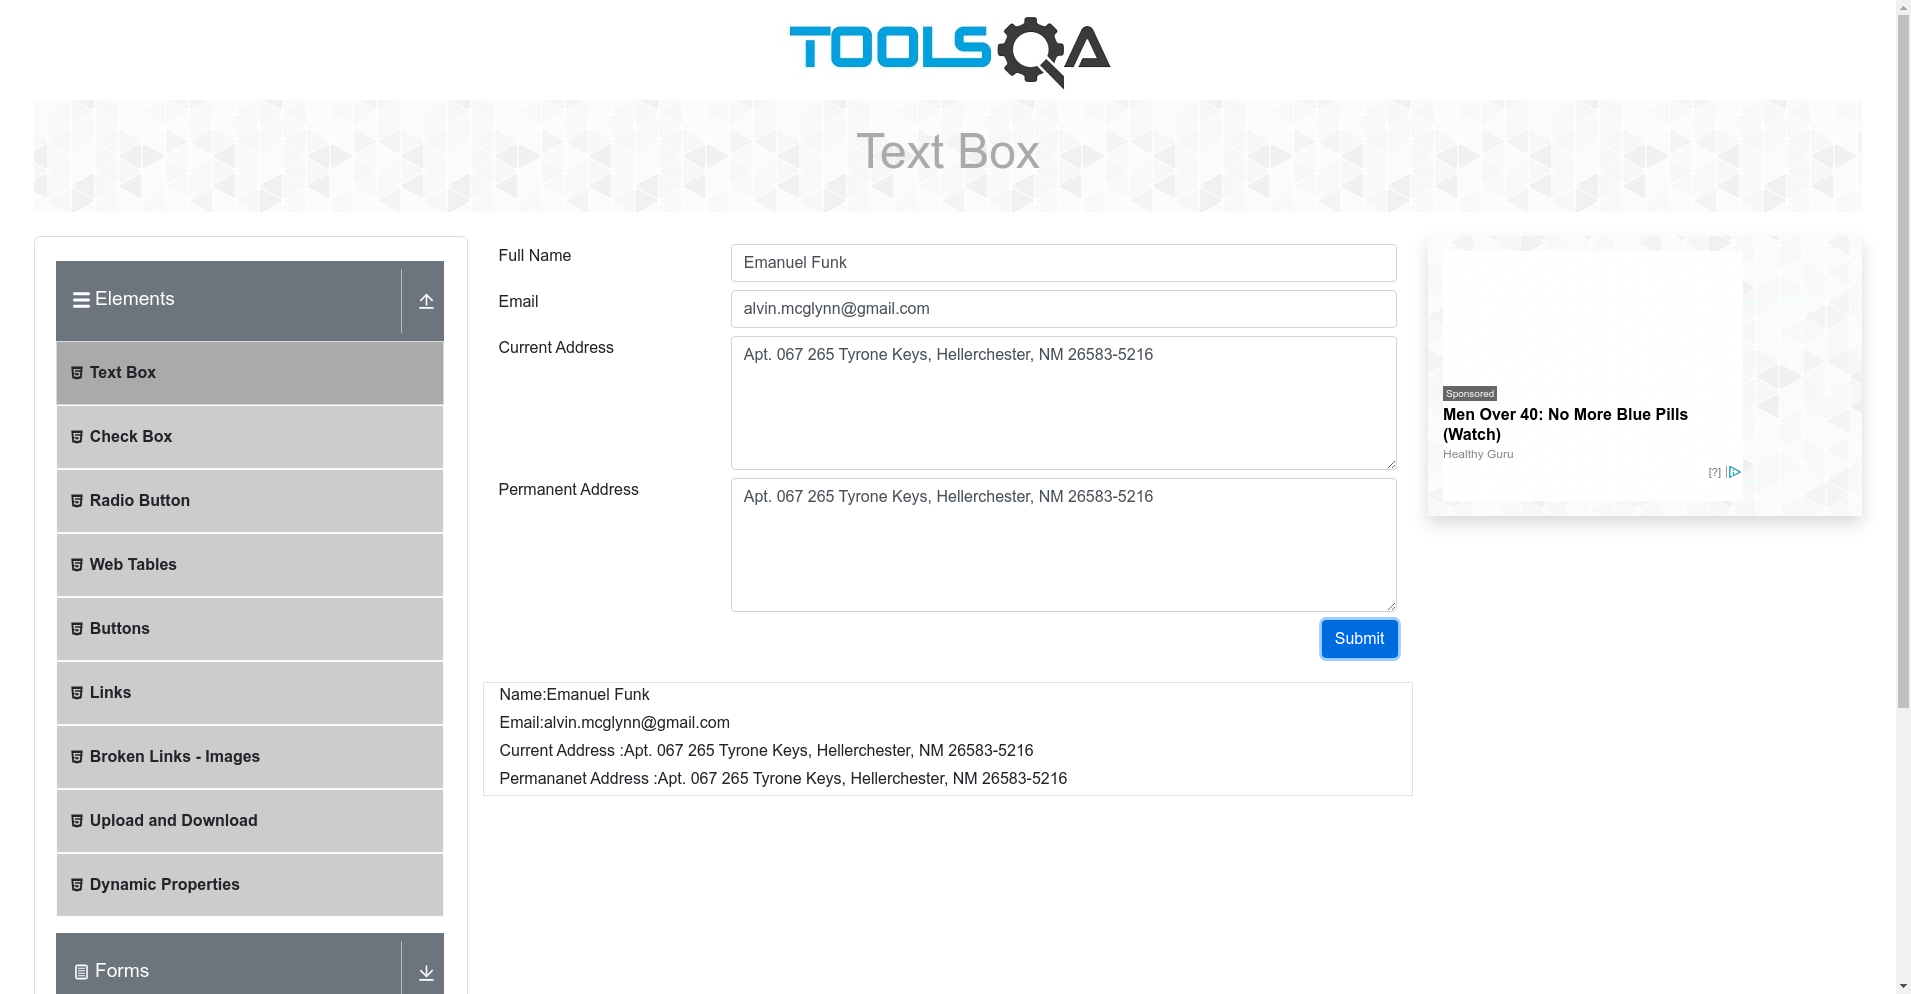 TOOLSQA
Text Box
Elements
Text Box
Check Box
Radio Button
Web Tables
Buttons
Links
Broken Links - Images
Upload and Download
Dynamic Properties
Forms
Full Name
Emanuel Funk
Email
alvin.mcglynn@gmail.com
Current Address
Apt. 067 265 Tyrone Keys, Hellerchester, NM 26583-5216
Permanent Address
Apt. 067 265 Tyrone Keys, Hellerchester, NM 26583-5216
Submit
Name:Emanuel Funk
Email:alvin.mcglynn@gmail.com
Current Address :Apt. 067 265 Tyrone Keys, Hellerchester, NM 26583-5216
Permananet Address :Apt. 067 265 Tyrone Keys, Hellerchester, NM 26583-5216
Sponsored
Men Over 40: No More Blue Pills
(Watch)
Healthy Guru
[?]